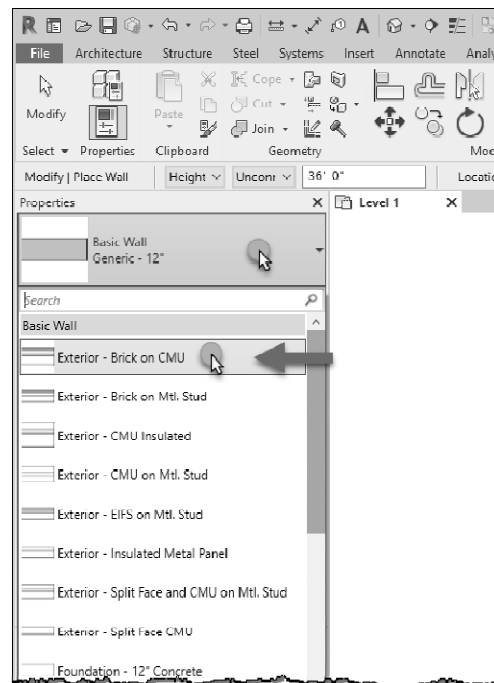 R A
File Architecture Structure Steel Systems Insert Annotate Analy
Modify Paste Cope Cut Join
Select Properties Clipboard Geometry Mod
Modify | Place Wall Height Unconr 36' 0" Locatio
Properties Level 1
Basic Wall
Generic - 12"
Search
Basic Wall
Exterior - Brick on CMU
Exterior - Brick on Mtl. Stud
Exterior - CMU Insulated
Exterior - CMU on Mtl. Stud
Exterior - EIFS on Mtl. Stud
Exterior - Insulated Metal Panel
Exterior - Split Face and CMU on Mtl. Stud
Exterior - Split Face CMU
Foundation - 12" Concrete